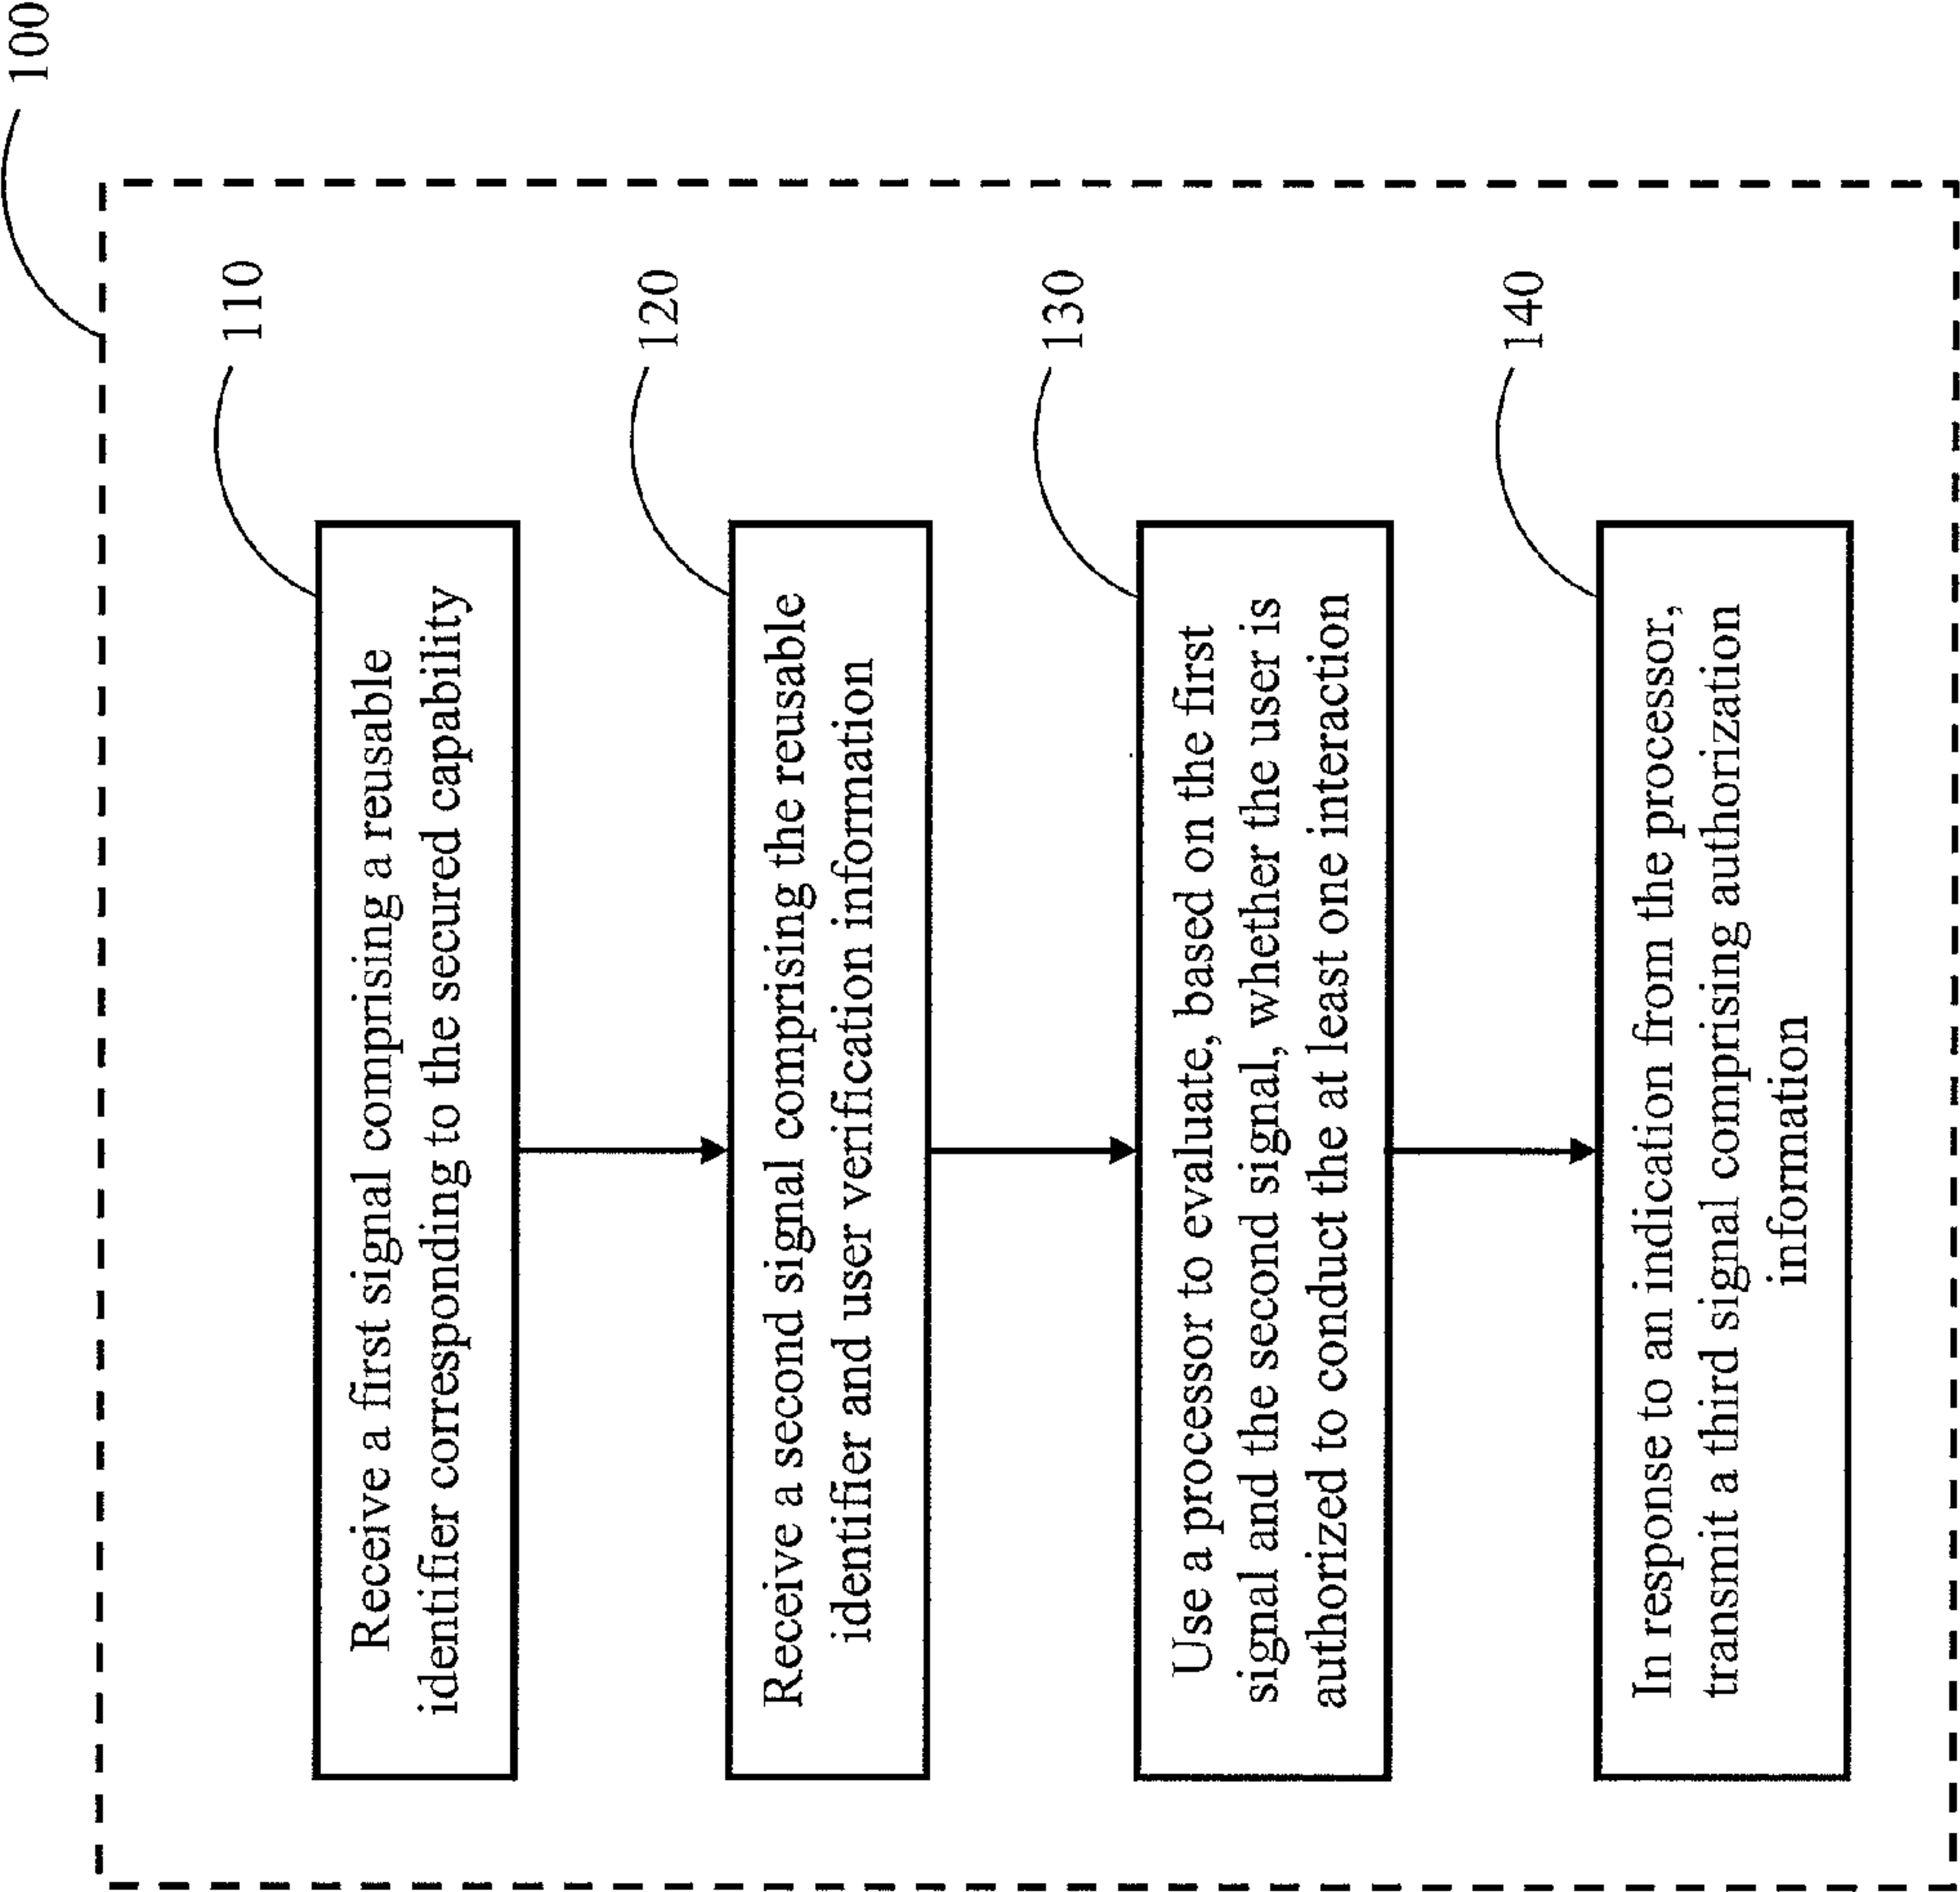 100
110
Receive a first signal comprising a reusable
identifier corresponding to the secured capability
120
Receive a second signal comprising the reusable
identifier and user verification information
130
Use a processor to evaluate, based on the first
signal and the second signal, whether the user is
authorized to conduct the at least one interaction
140
In response to an indication from the processor,
transmit a third signal comprising authorization
information